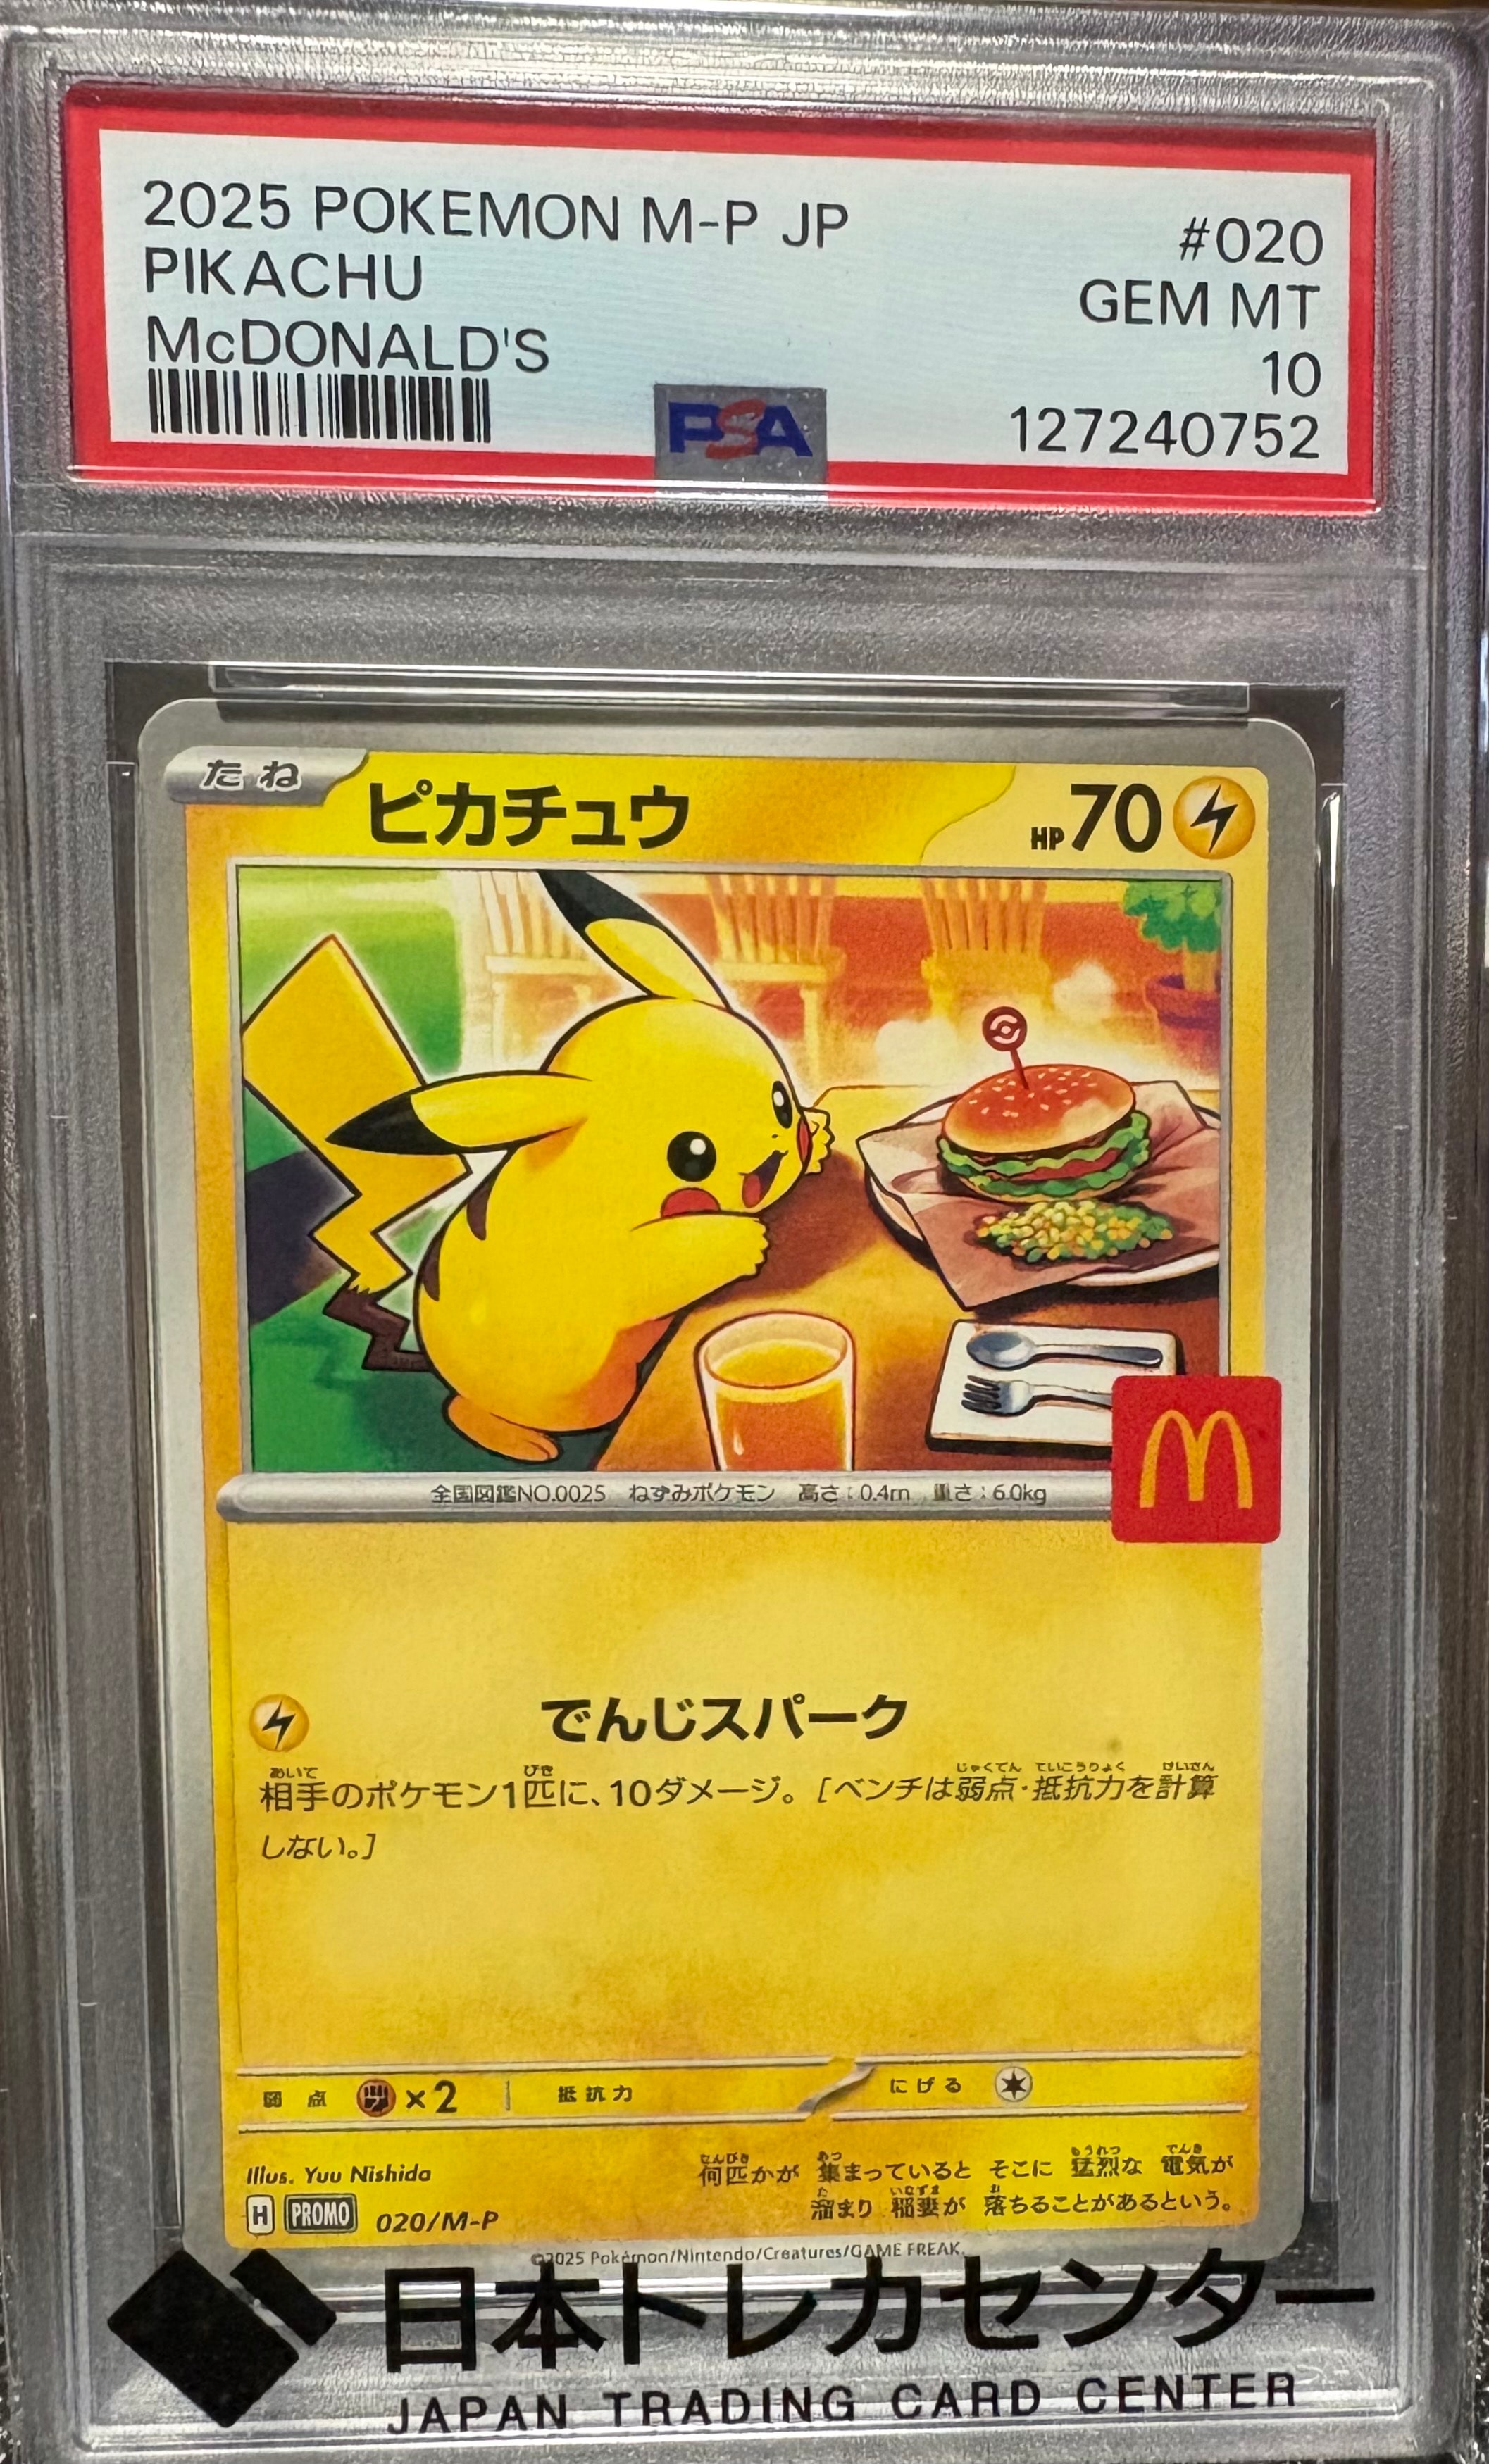 2025 POKEMON M-P JP
#020
PIKACHU
GEM MT
McDONALD'S
10
PSA
127240752
たね
ピカチュウ
HP70
全国図鑑NO.0025 ねずみポケモン 高さ:0.4m 重さ:6.0kg
でんじスパーク
相手のポケモン1匹に、10ダメージ。[ベンチは弱点・抵抗力を計算
しない。]
弱点 ×2 抵抗力 にげる
Illus. Yuu Nishida
何匹かが 集まっていると そこに 猛烈な 電気が
溜まり 稲妻が 落ちることがあるという。
H PROMO 020/M-P
©2025 Pokémon/Nintendo/Creatures/GAME FREAK.
日本トレカセンター
JAPAN TRADING CARD CENTER